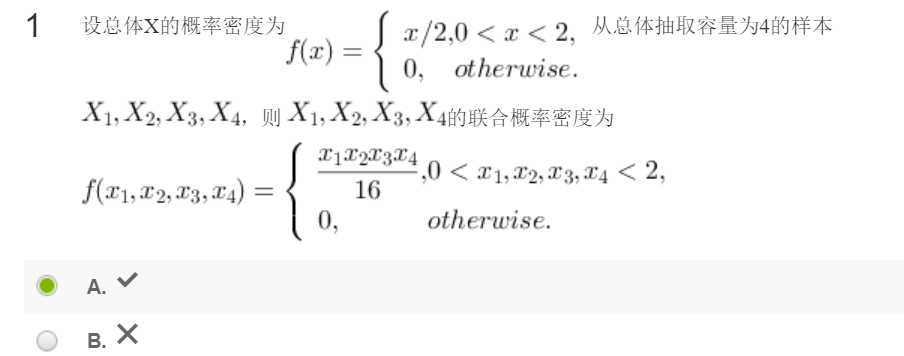 1 设总体X的概率密度为 f(x) = { x/2,0 < x < 2, 从总体抽取容量为4的样本
0, otherwise.
X₁, X₂, X₃, X₄, 则 X₁, X₂, X₃, X₄的联合概率密度为
f(x₁, x₂, x₃, x₄) = { x₁x₂x₃x₄/16 ,0 < x₁, x₂, x₃, x₄ < 2,
0, otherwise.
A. ✓
B. ✕